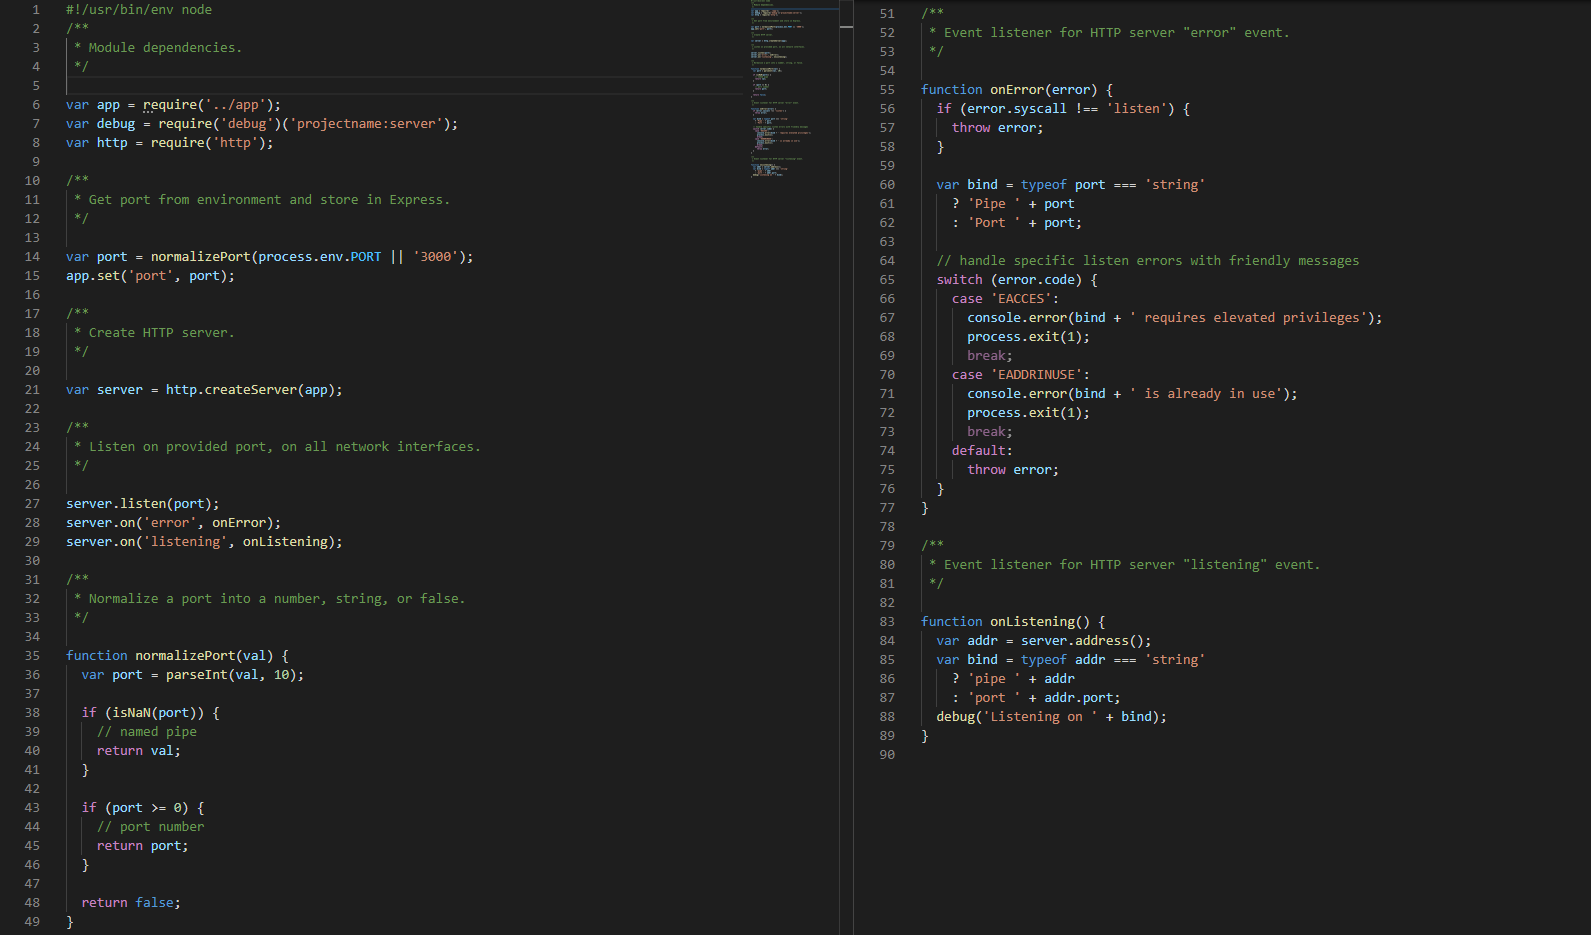 1 #!/usr/bin/env node
2 /**
3  * Module dependencies.
4  */
5
6 var app = require('../app');
7 var debug = require('debug')('projectname:server');
8 var http = require('http');
9
10 /**
11  * Get port from environment and store in Express.
12  */
13
14 var port = normalizePort(process.env.PORT || '3000');
15 app.set('port', port);
16
17 /**
18  * Create HTTP server.
19  */
20
21 var server = http.createServer(app);
22
23 /**
24  * Listen on provided port, on all network interfaces.
25  */
26
27 server.listen(port);
28 server.on('error', onError);
29 server.on('listening', onListening);
30
31 /**
32  * Normalize a port into a number, string, or false.
33  */
34
35 function normalizePort(val) {
36   var port = parseInt(val, 10);
37
38   if (isNaN(port)) {
39     // named pipe
40     return val;
41   }
42
43   if (port >= 0) {
44     // port number
45     return port;
46   }
47
48   return false;
49 }
51 /**
52  * Event listener for HTTP server "error" event.
53  */
54
55 function onError(error) {
56   if (error.syscall !== 'listen') {
57     throw error;
58   }
59
60   var bind = typeof port === 'string'
61     ? 'Pipe ' + port
62     : 'Port ' + port;
63
64   // handle specific listen errors with friendly messages
65   switch (error.code) {
66     case 'EACCES':
67       console.error(bind + ' requires elevated privileges');
68       process.exit(1);
69       break;
70     case 'EADDRINUSE':
71       console.error(bind + ' is already in use');
72       process.exit(1);
73       break;
74     default:
75       throw error;
76   }
77 }
78
79 /**
80  * Event listener for HTTP server "listening" event.
81  */
82
83 function onListening() {
84   var addr = server.address();
85   var bind = typeof addr === 'string'
86     ? 'pipe ' + addr
87     : 'port ' + addr.port;
88   debug('Listening on ' + bind);
89 }
90